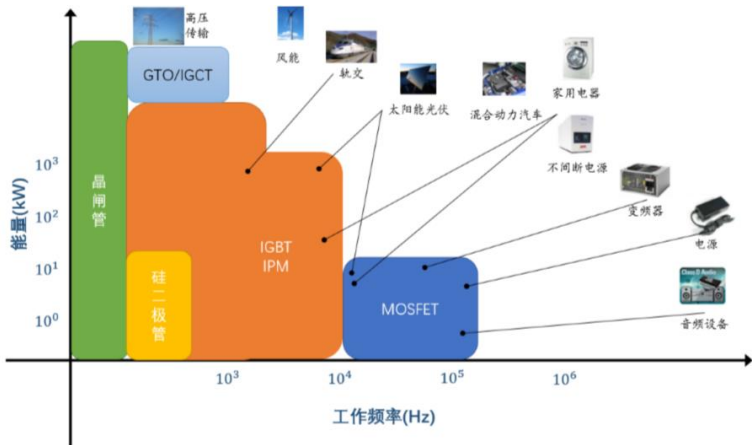 高压
传输
风能
轨交
太阳能光伏
混合动力汽车
家用电器
不间断电源
变频器
电源
Class D Audio
音频设备
GTO/IGCT
晶闸管
硅二极管
IGBT
IPM
MOSFET
能量(kW)
10³
10²
10¹
10⁰
10³
10⁴
10⁵
10⁶
工作频率(Hz)